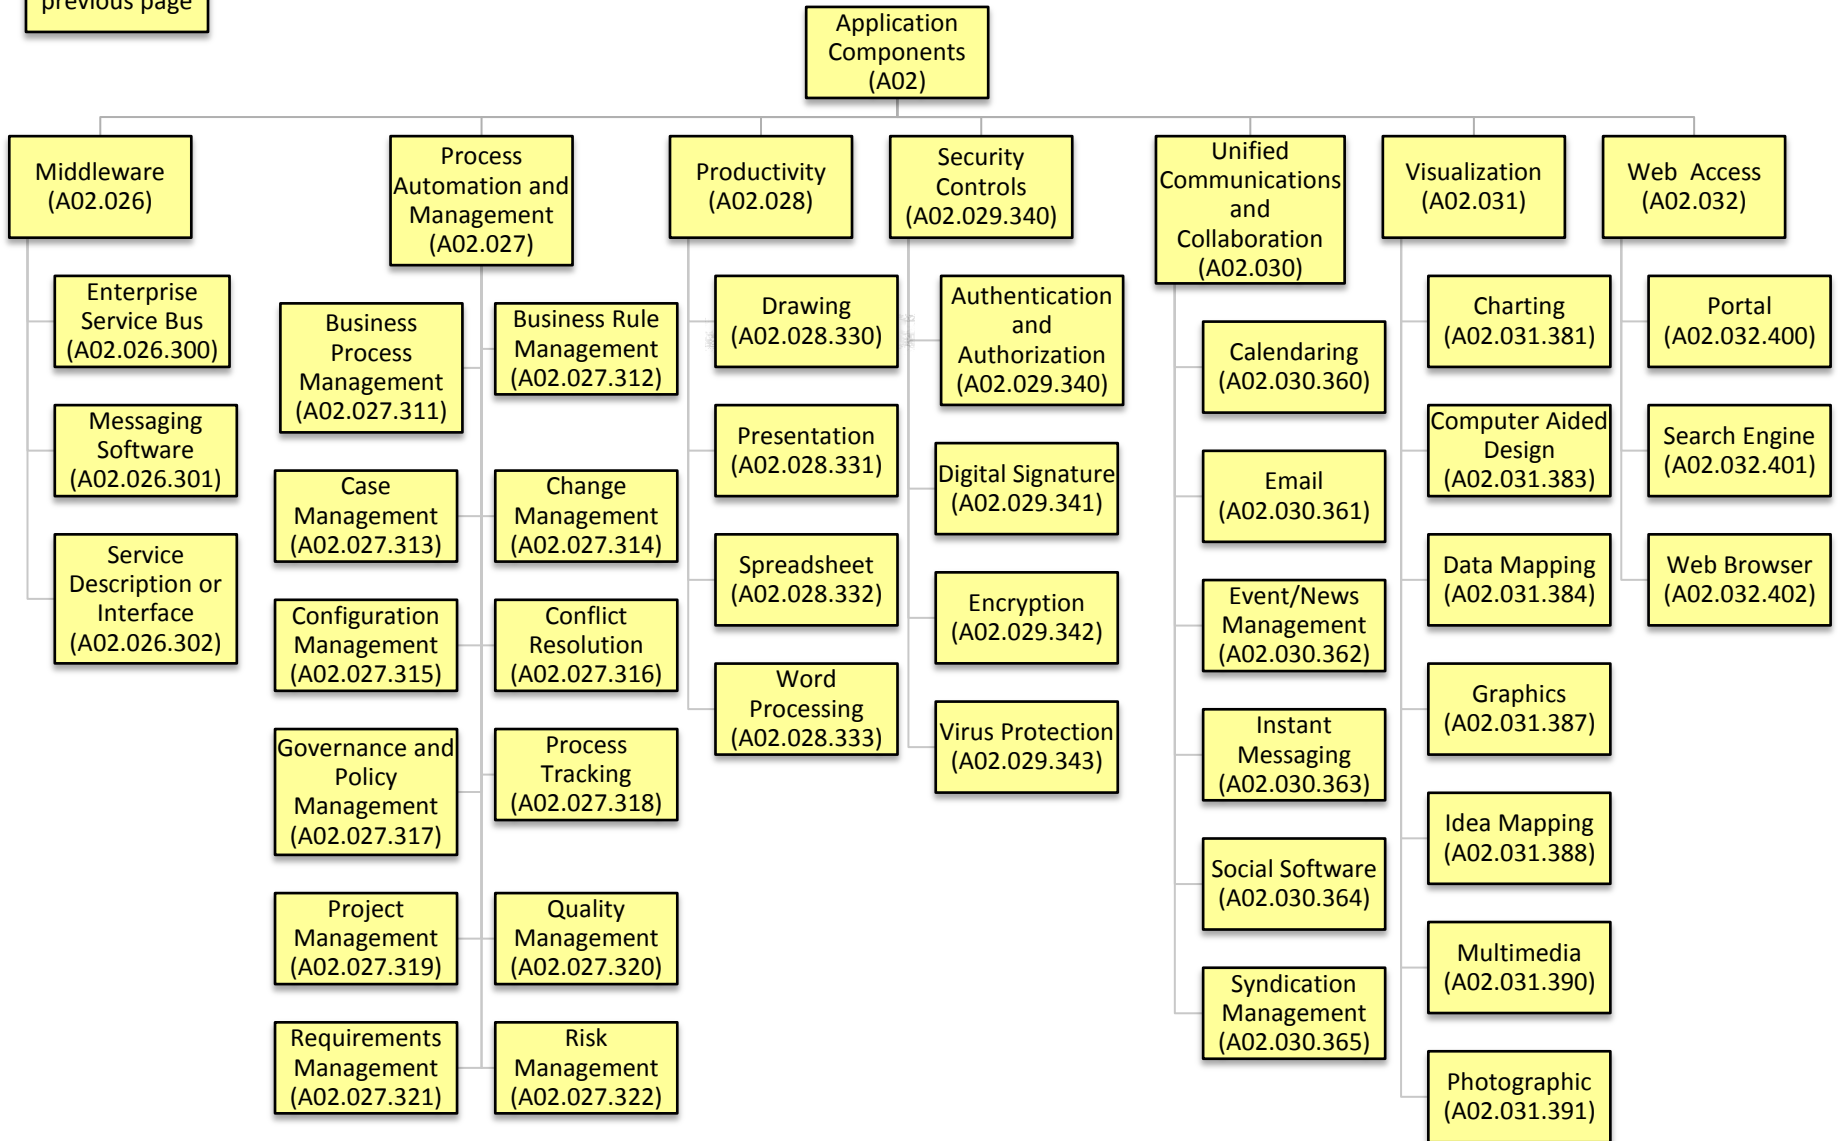 previous page
Application
Components
(A02)
Middleware
(A02.026)
Enterprise
Service Bus
(A02.026.300)
Messaging
Software
(A02.026.301)
Service
Description or
Interface
(A02.026.302)
Process
Automation and
Management
(A02.027)
Business
Process
Management
(A02.027.311)
Business Rule
Management
(A02.027.312)
Case
Management
(A02.027.313)
Change
Management
(A02.027.314)
Configuration
Management
(A02.027.315)
Conflict
Resolution
(A02.027.316)
Governance and
Policy
Management
(A02.027.317)
Process
Tracking
(A02.027.318)
Project
Management
(A02.027.319)
Quality
Management
(A02.027.320)
Requirements
Management
(A02.027.321)
Risk
Management
(A02.027.322)
Productivity
(A02.028)
Drawing
(A02.028.330)
Presentation
(A02.028.331)
Spreadsheet
(A02.028.332)
Word
Processing
(A02.028.333)
Security
Controls
(A02.029.340)
Authentication
and
Authorization
(A02.029.340)
Digital Signature
(A02.029.341)
Encryption
(A02.029.342)
Virus Protection
(A02.029.343)
Unified
Communications
and
Collaboration
(A02.030)
Calendaring
(A02.030.360)
Email
(A02.030.361)
Event/News
Management
(A02.030.362)
Instant
Messaging
(A02.030.363)
Social Software
(A02.030.364)
Syndication
Management
(A02.030.365)
Visualization
(A02.031)
Charting
(A02.031.381)
Computer Aided
Design
(A02.031.383)
Data Mapping
(A02.031.384)
Graphics
(A02.031.387)
Idea Mapping
(A02.031.388)
Multimedia
(A02.031.390)
Photographic
(A02.031.391)
Web Access
(A02.032)
Portal
(A02.032.400)
Search Engine
(A02.032.401)
Web Browser
(A02.032.402)